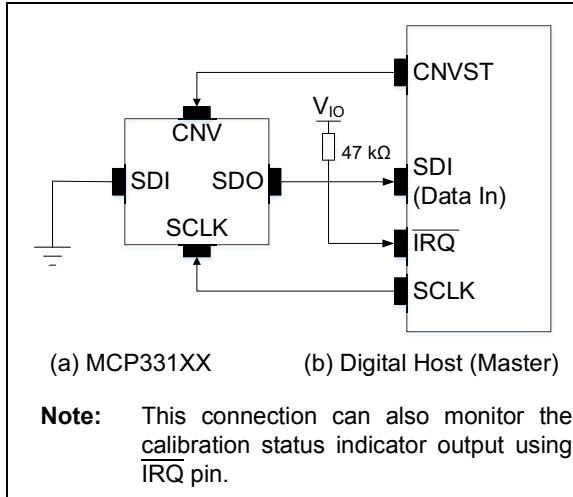 CNVST
V_IO
CNV
47 kΩ
SDI SDO SDI
(Data In)
SCLK
IRQ
SCLK
(a) MCP331XX (b) Digital Host (Master)
Note: This connection can also monitor the
calibration status indicator output using
IRQ pin.